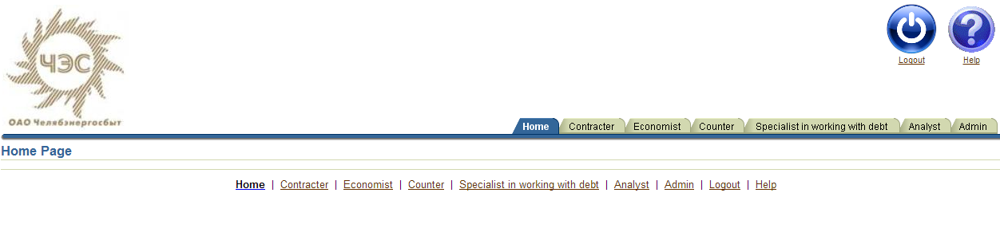 ЧЭС
ОАО Челябэнергосбыт
Logout Help
Home Contracter Economist Counter Specialist in working with debt Analyst Admin
Home Page
Home | Contracter | Economist | Counter | Specialist in working with debt | Analyst | Admin | Logout | Help